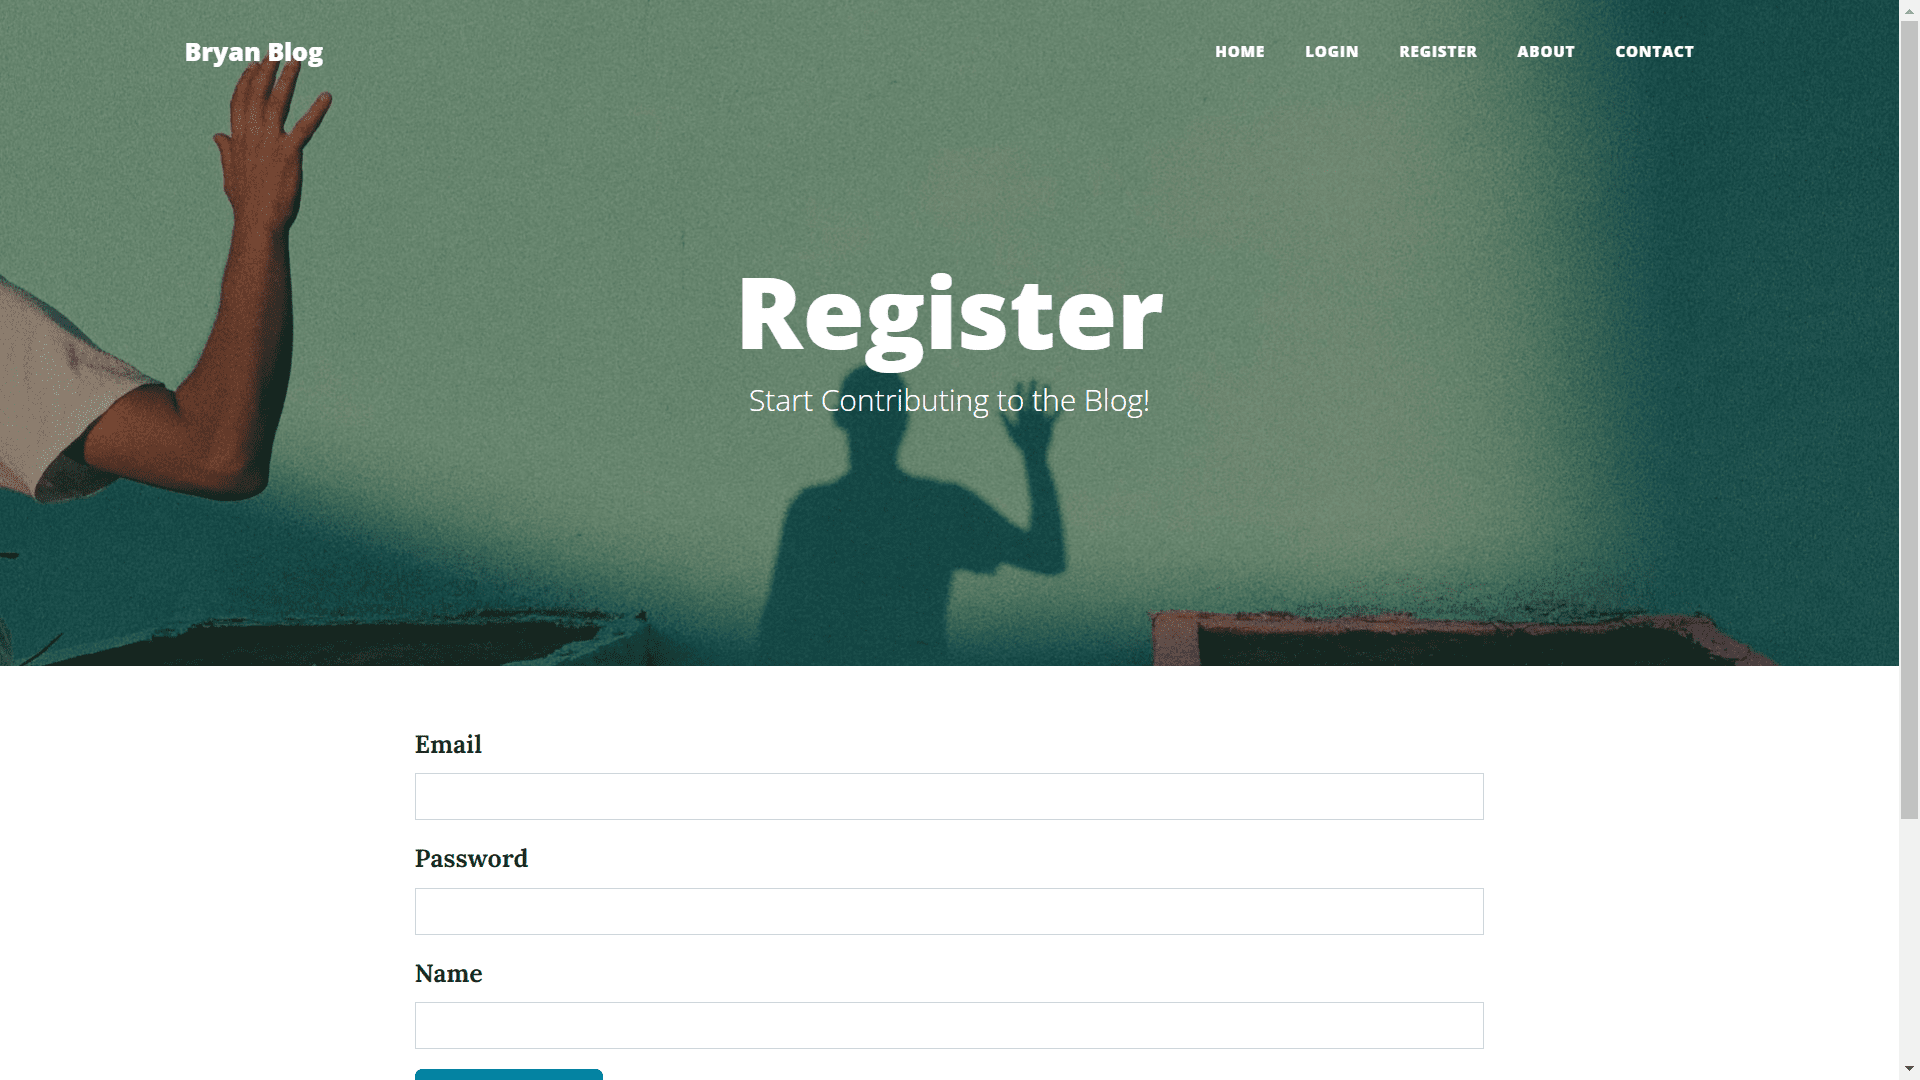 Bryan Blog
HOME LOGIN REGISTER ABOUT CONTACT
Register
Start Contributing to the Blog!
Email
Password
Name